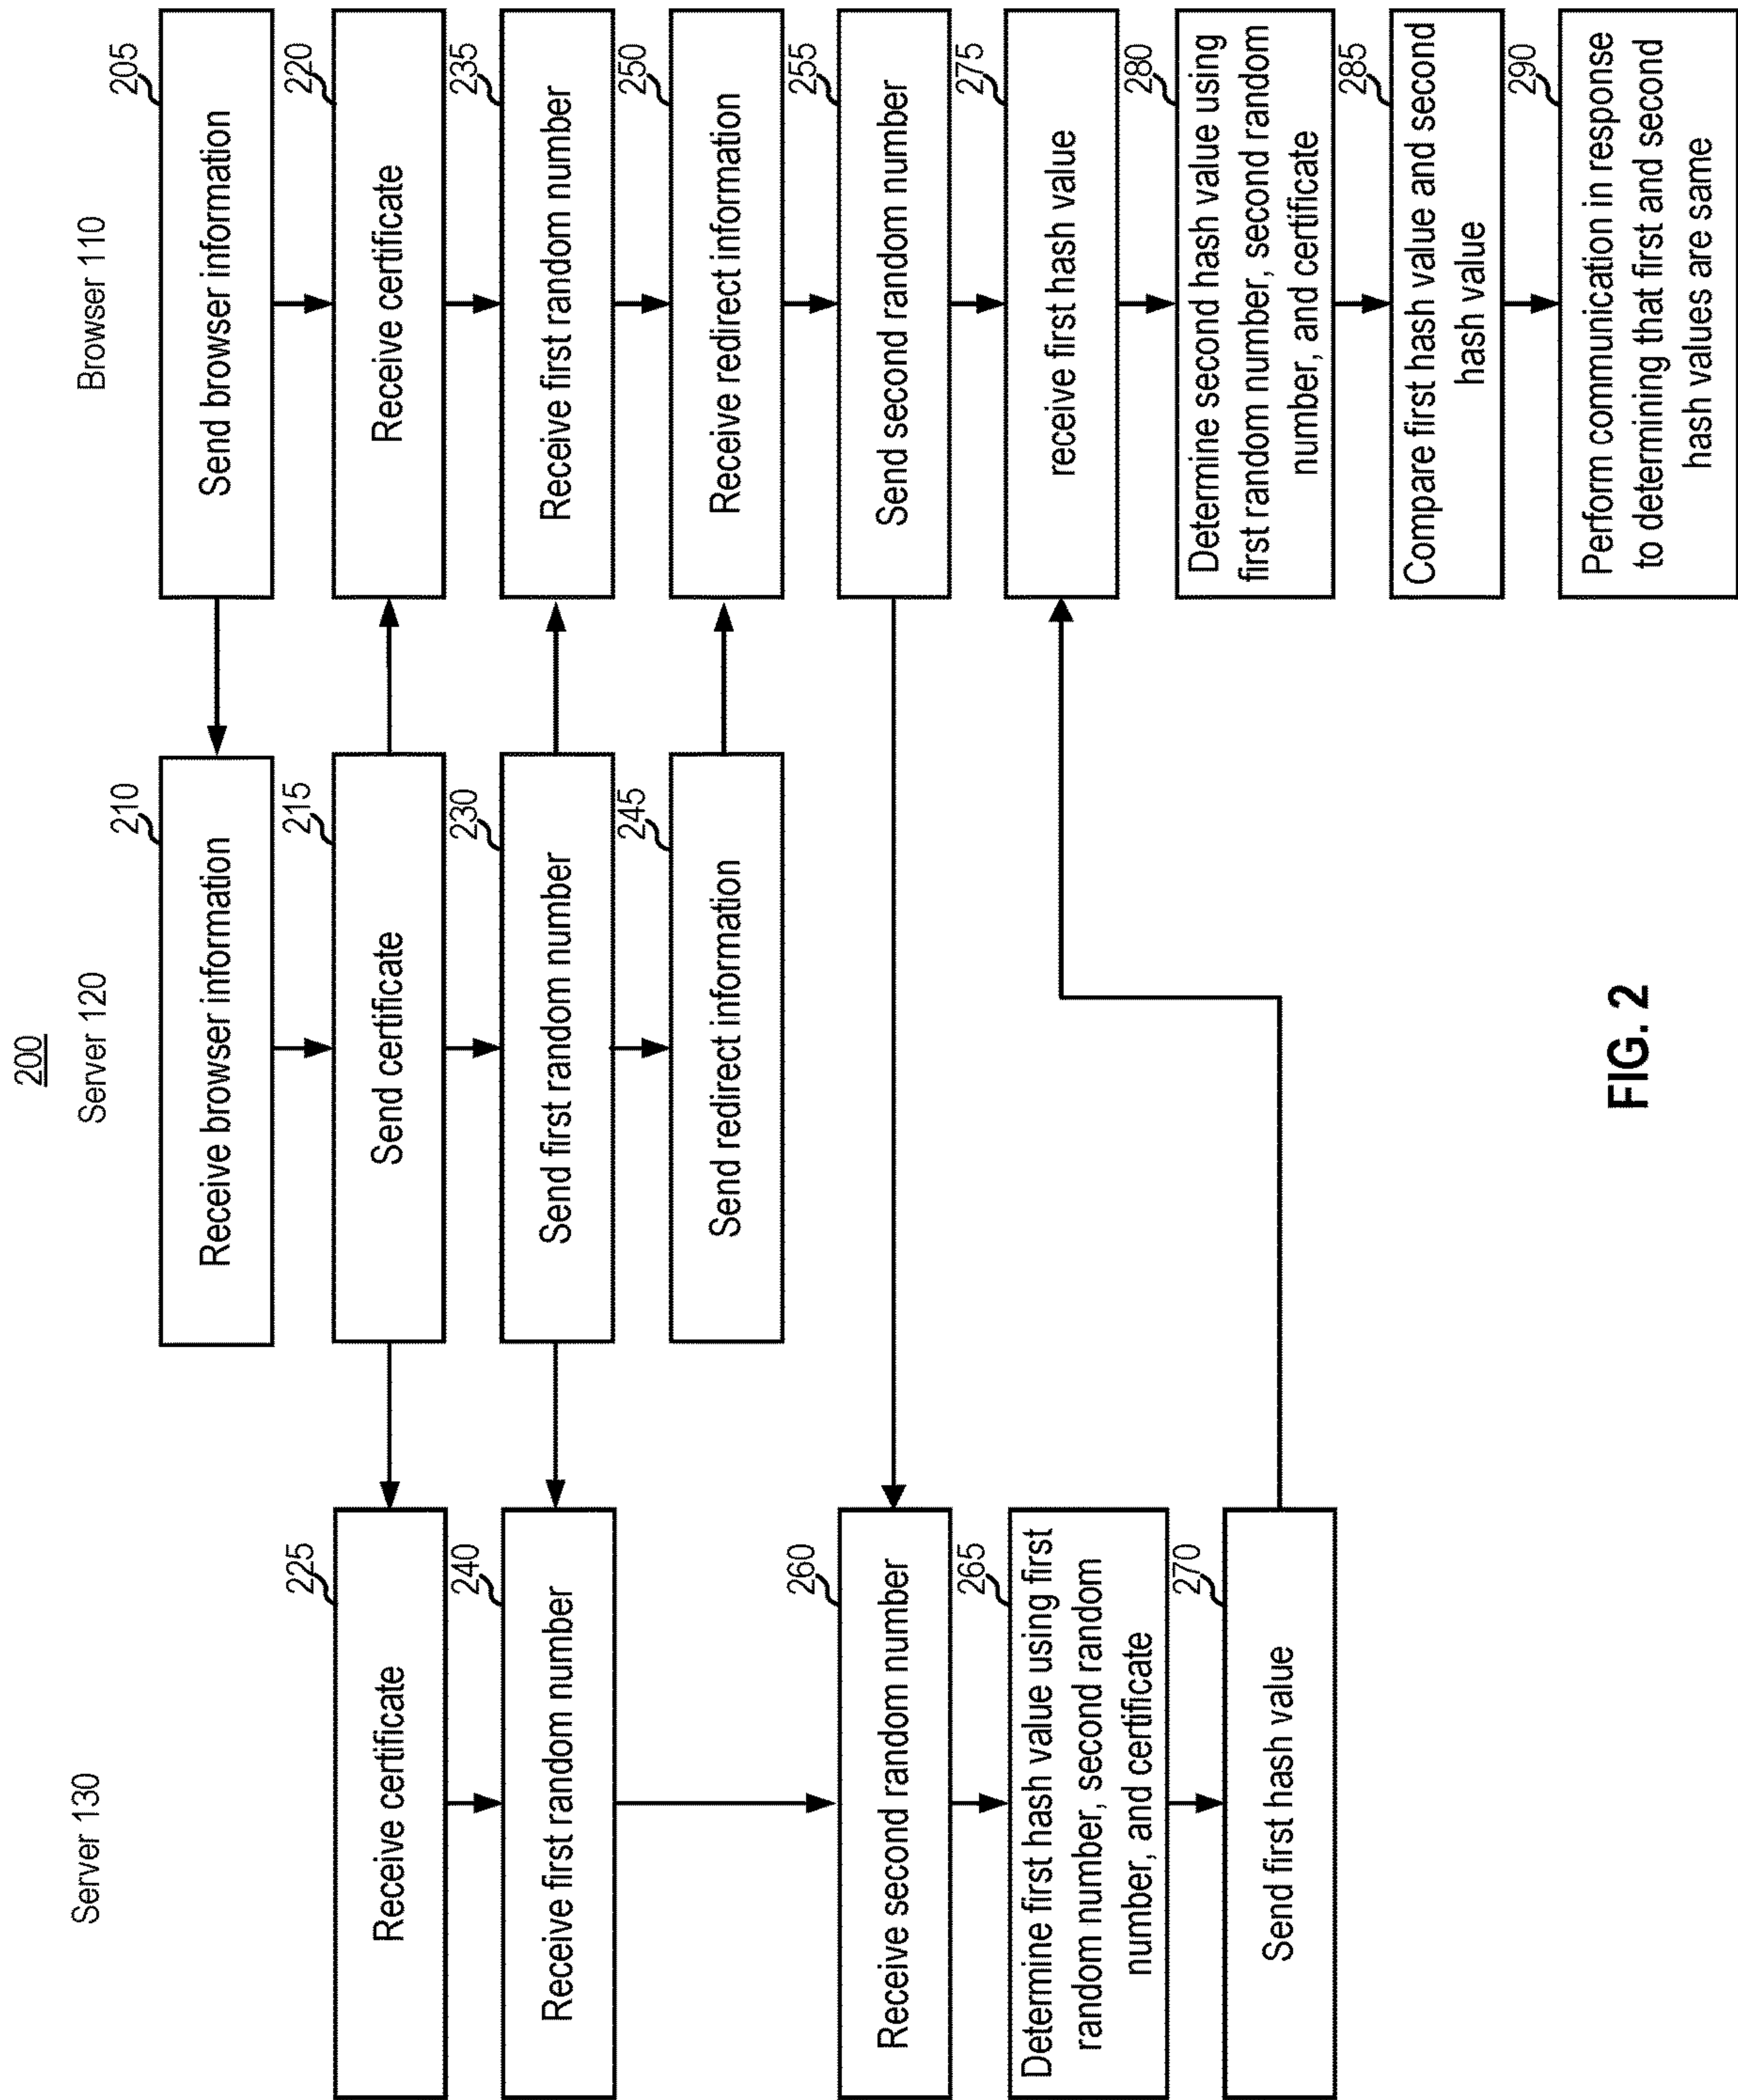 200
Server 130
Server 120
Browser 110
205
Send browser information
210
Receive browser information
215
Send certificate
220
Receive certificate
225
Receive certificate
230
Send first random number
235
Receive first random number
240
Receive first random number
245
Send redirect information
250
Receive redirect information
255
Send second random number
260
Receive second random number
265
Determine first hash value using first
random number, second random
number, and certificate
270
Send first hash value
275
receive first hash value
280
Determine second hash value using
first random number, second random
number, and certificate
285
Compare first hash value and second
hash value
290
Perform communication in response
to determining that first and second
hash values are same
FIG. 2